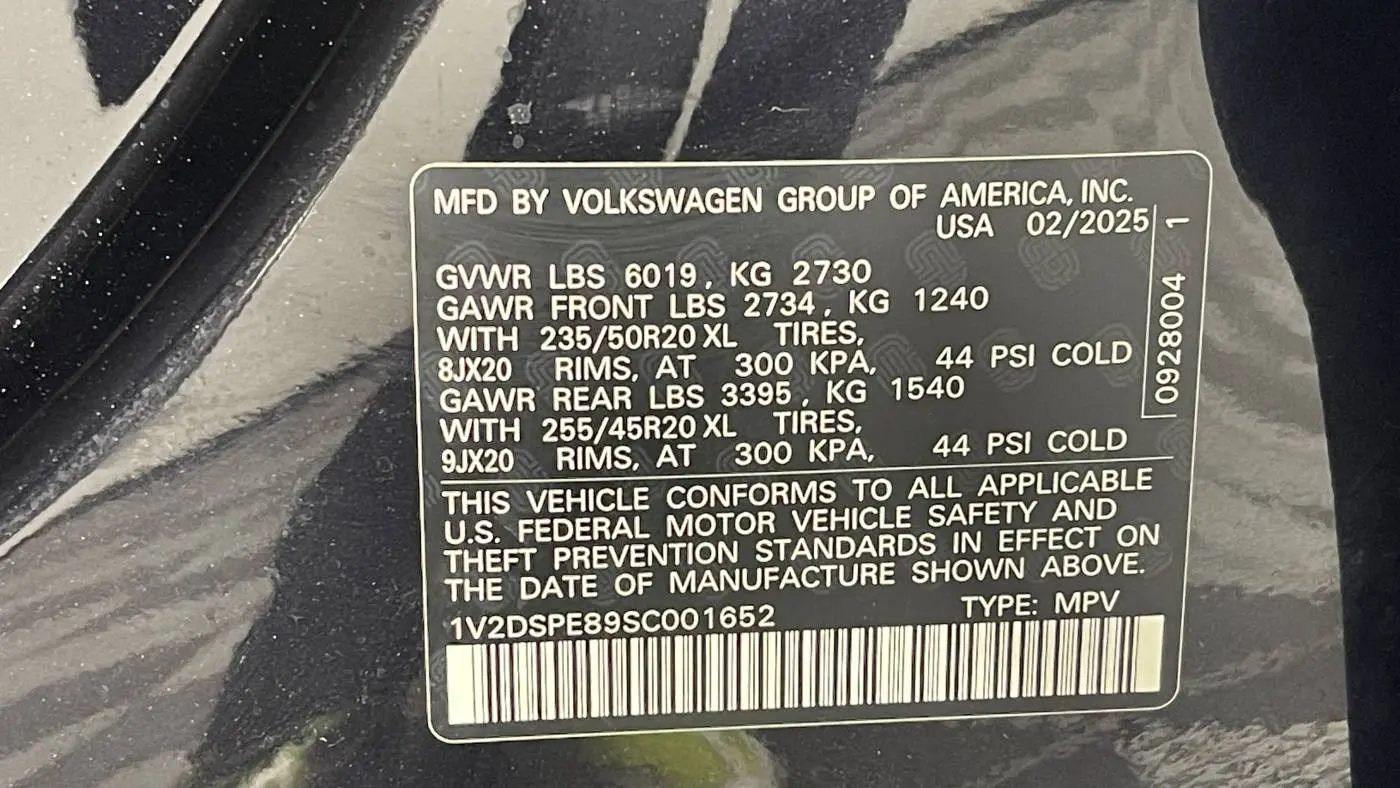 MFD BY VOLKSWAGEN GROUP OF AMERICA, INC.
USA 02/2025
GVWR LBS 6019, KG 2730
GAWR FRONT LBS 2734, KG 1240
WITH 235/50R20 XL TIRES,
8JX20 RIMS, AT 300 KPA, 44 PSI COLD
GAWR REAR LBS 3395, KG 1540
WITH 255/45R20 XL TIRES,
9JX20 RIMS, AT 300 KPA, 44 PSI COLD
THIS VEHICLE CONFORMS TO ALL APPLICABLE
U.S. FEDERAL MOTOR VEHICLE SAFETY AND
THEFT PREVENTION STANDARDS IN EFFECT ON
THE DATE OF MANUFACTURE SHOWN ABOVE.
1V2DSPE89SC001652 TYPE: MPV
0928004 1